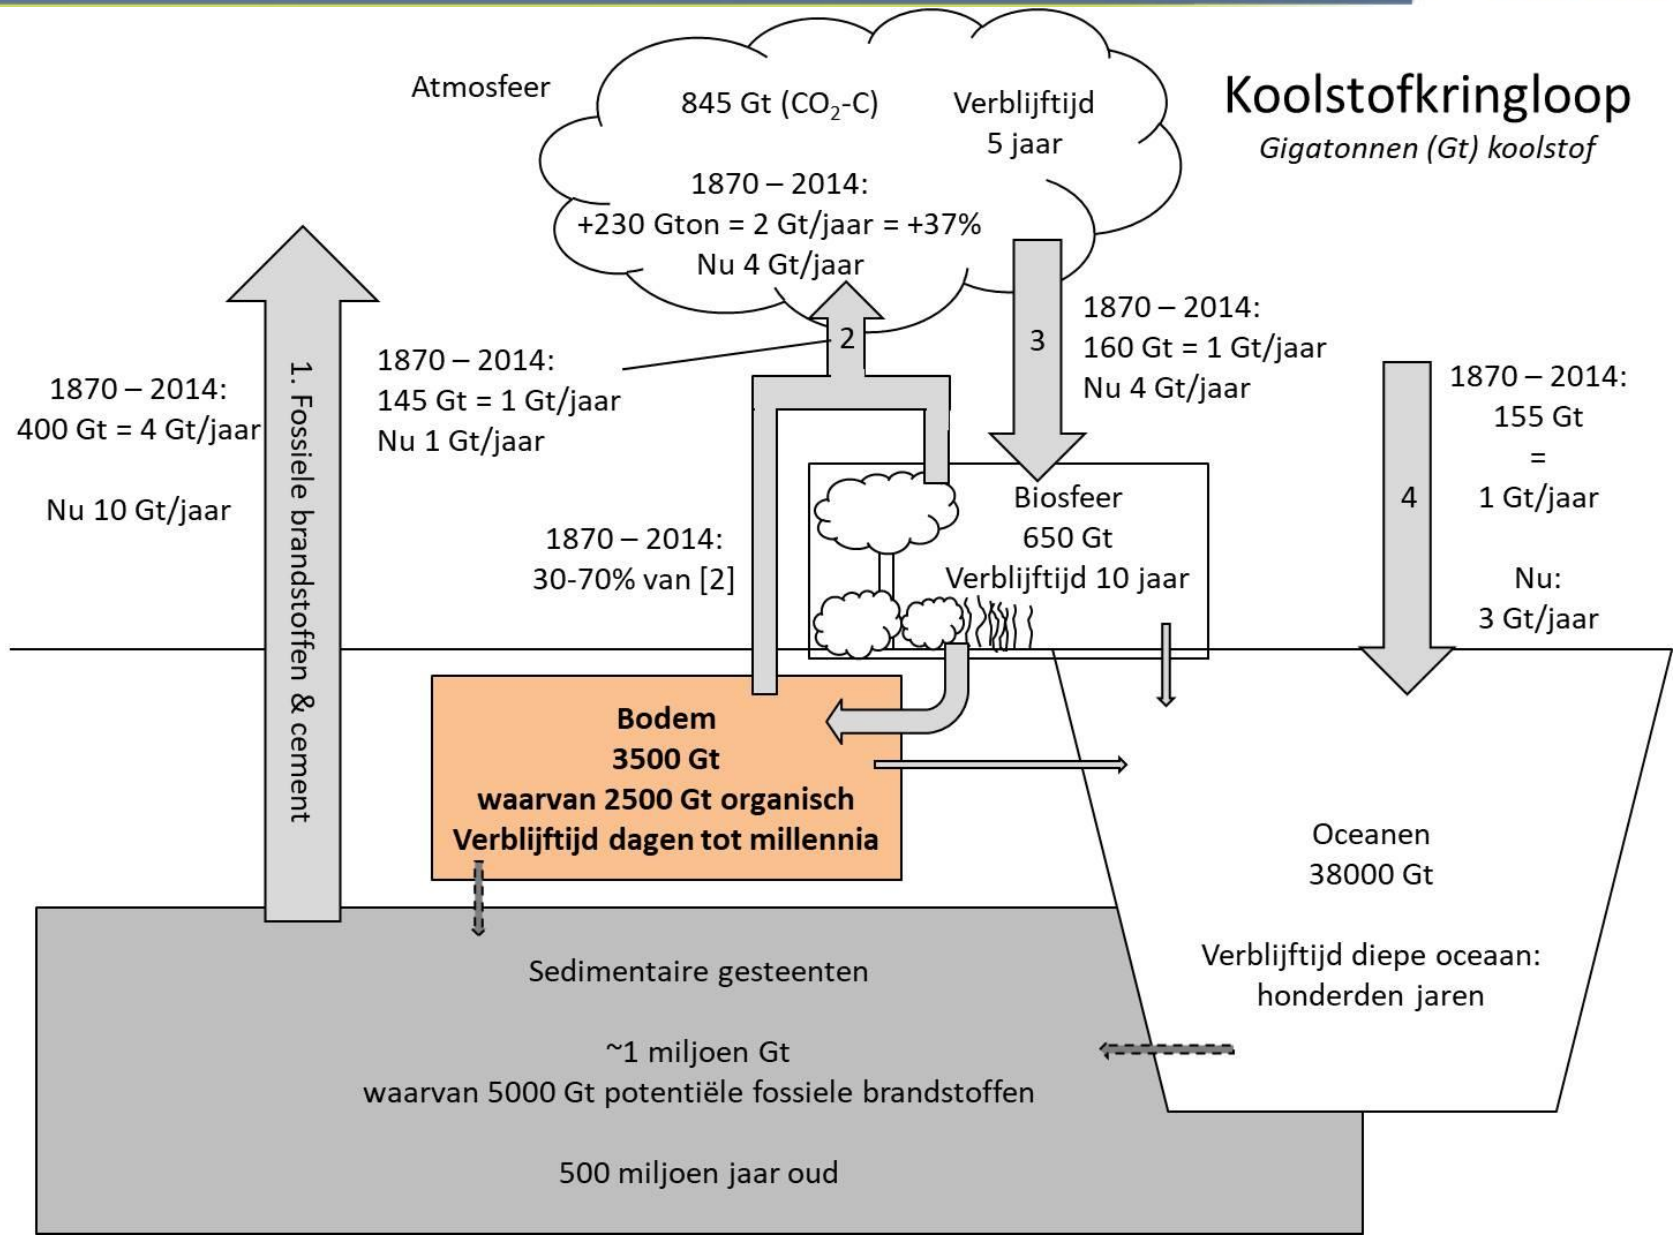 Koolstofkringloop
Gigatonnen (Gt) koolstof
Atmosfeer
845 Gt (CO₂-C)
Verblijftijd
5 jaar
1870 – 2014:
+230 Gton = 2 Gt/jaar = +37%
Nu 4 Gt/jaar
1870 – 2014:
400 Gt = 4 Gt/jaar
Nu 10 Gt/jaar
1. Fossiele brandstoffen & cement
1870 – 2014:
145 Gt = 1 Gt/jaar
Nu 1 Gt/jaar
2
1870 – 2014:
30-70% van [2]
3
1870 – 2014:
160 Gt = 1 Gt/jaar
Nu 4 Gt/jaar
4
1870 – 2014:
155 Gt
=
1 Gt/jaar
Nu:
3 Gt/jaar
Biosfeer
650 Gt
Verblijftijd 10 jaar
Bodem
3500 Gt
waarvan 2500 Gt organisch
Verblijftijd dagen tot millennia
Oceanen
38000 Gt
Verblijftijd diepe oceaan:
honderden jaren
Sedimentaire gesteenten
~1 miljoen Gt
waarvan 5000 Gt potentiële fossiele brandstoffen
500 miljoen jaar oud